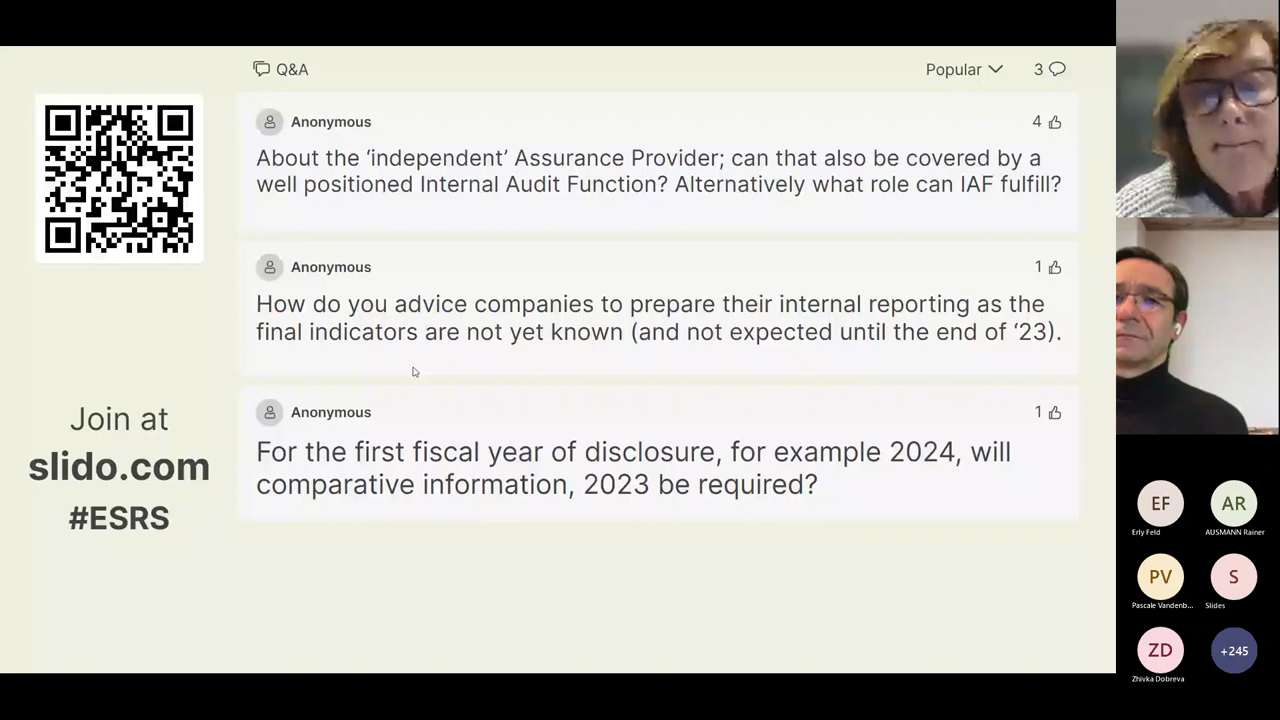 Q&A
Popular
3
Anonymous
4
About the ‘independent’ Assurance Provider; can that also be covered by a
well positioned Internal Audit Function? Alternatively what role can IAF fulfill?
Anonymous
1
How do you advice companies to prepare their internal reporting as the
final indicators are not yet known (and not expected until the end of ‘23).
Anonymous
1
For the first fiscal year of disclosure, for example 2024, will
comparative information, 2023 be required?
Join at
slido.com
#ESRS
EF
Erly Feld
AR
AUSMANN Rainer
PV
Pascale Vandenb...
S
Slides
ZD
Zhivka Dobreva
+245